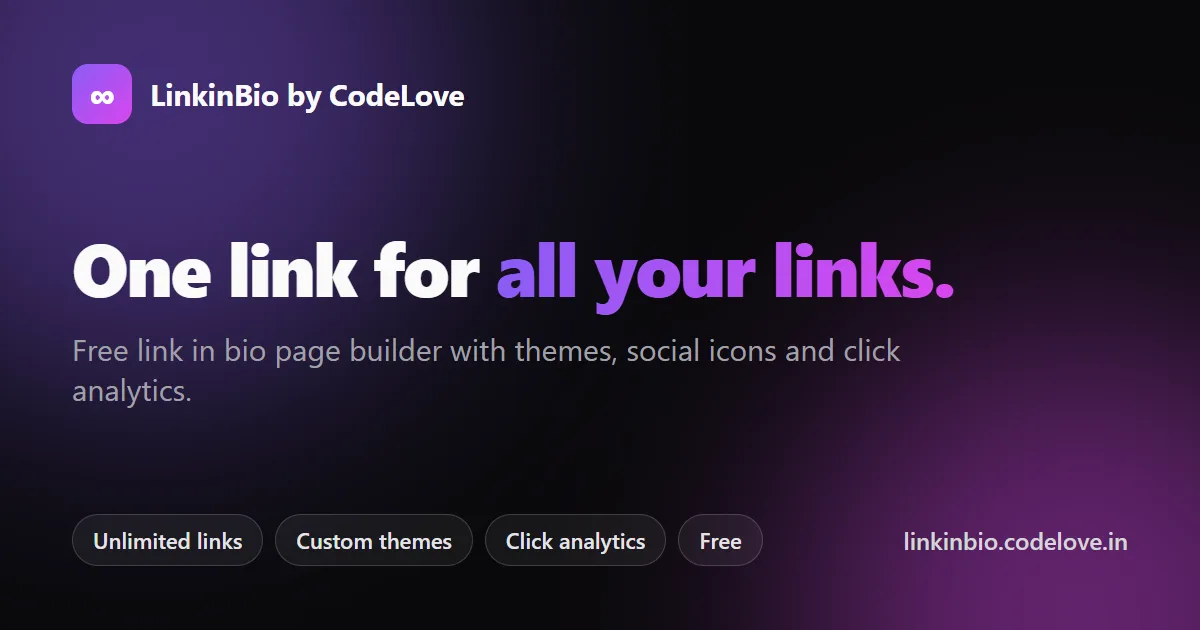 ∞
LinkinBio by CodeLove
One link for all your links.
Free link in bio page builder with themes, social icons and click
analytics.
Unlimited links
Custom themes
Click analytics
Free
linkinbio.codelove.in